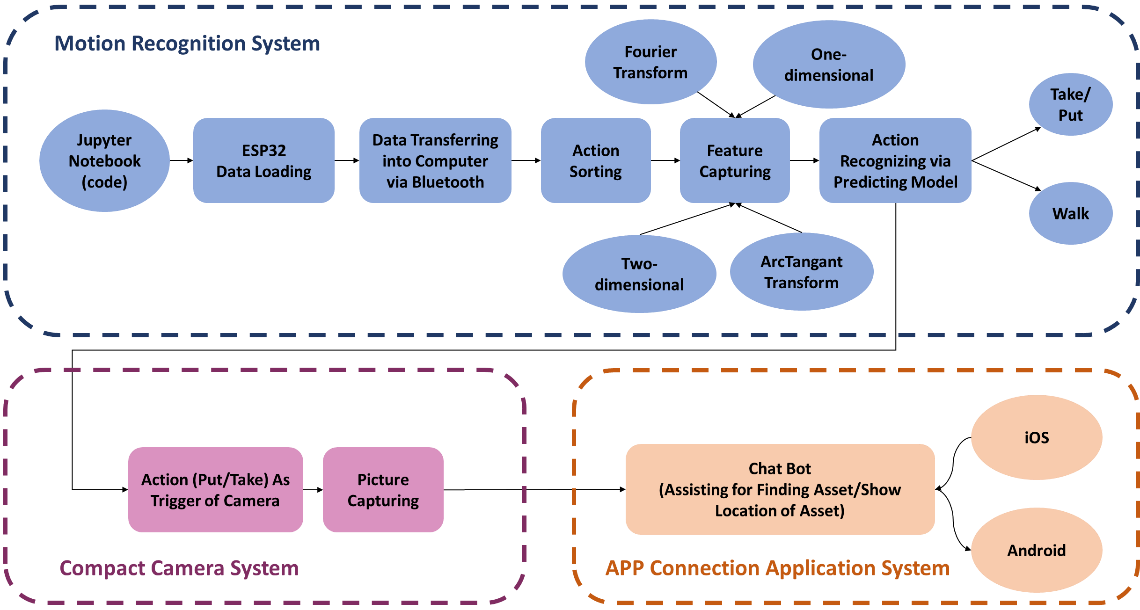 Motion Recognition System
Fourier
Transform
One-
dimensional
Jupyter
Notebook
(code)
ESP32
Data Loading
Data Transferring
into Computer
via Bluetooth
Action
Sorting
Feature
Capturing
Action
Recognizing via
Predicting Model
Take/
Put
Walk
Two-
dimensional
ArcTangant
Transform
Action (Put/Take) As
Trigger of Camera
Picture
Capturing
Compact Camera System
Chat Bot
(Assisting for Finding Asset/Show
Location of Asset)
iOS
Android
APP Connection Application System